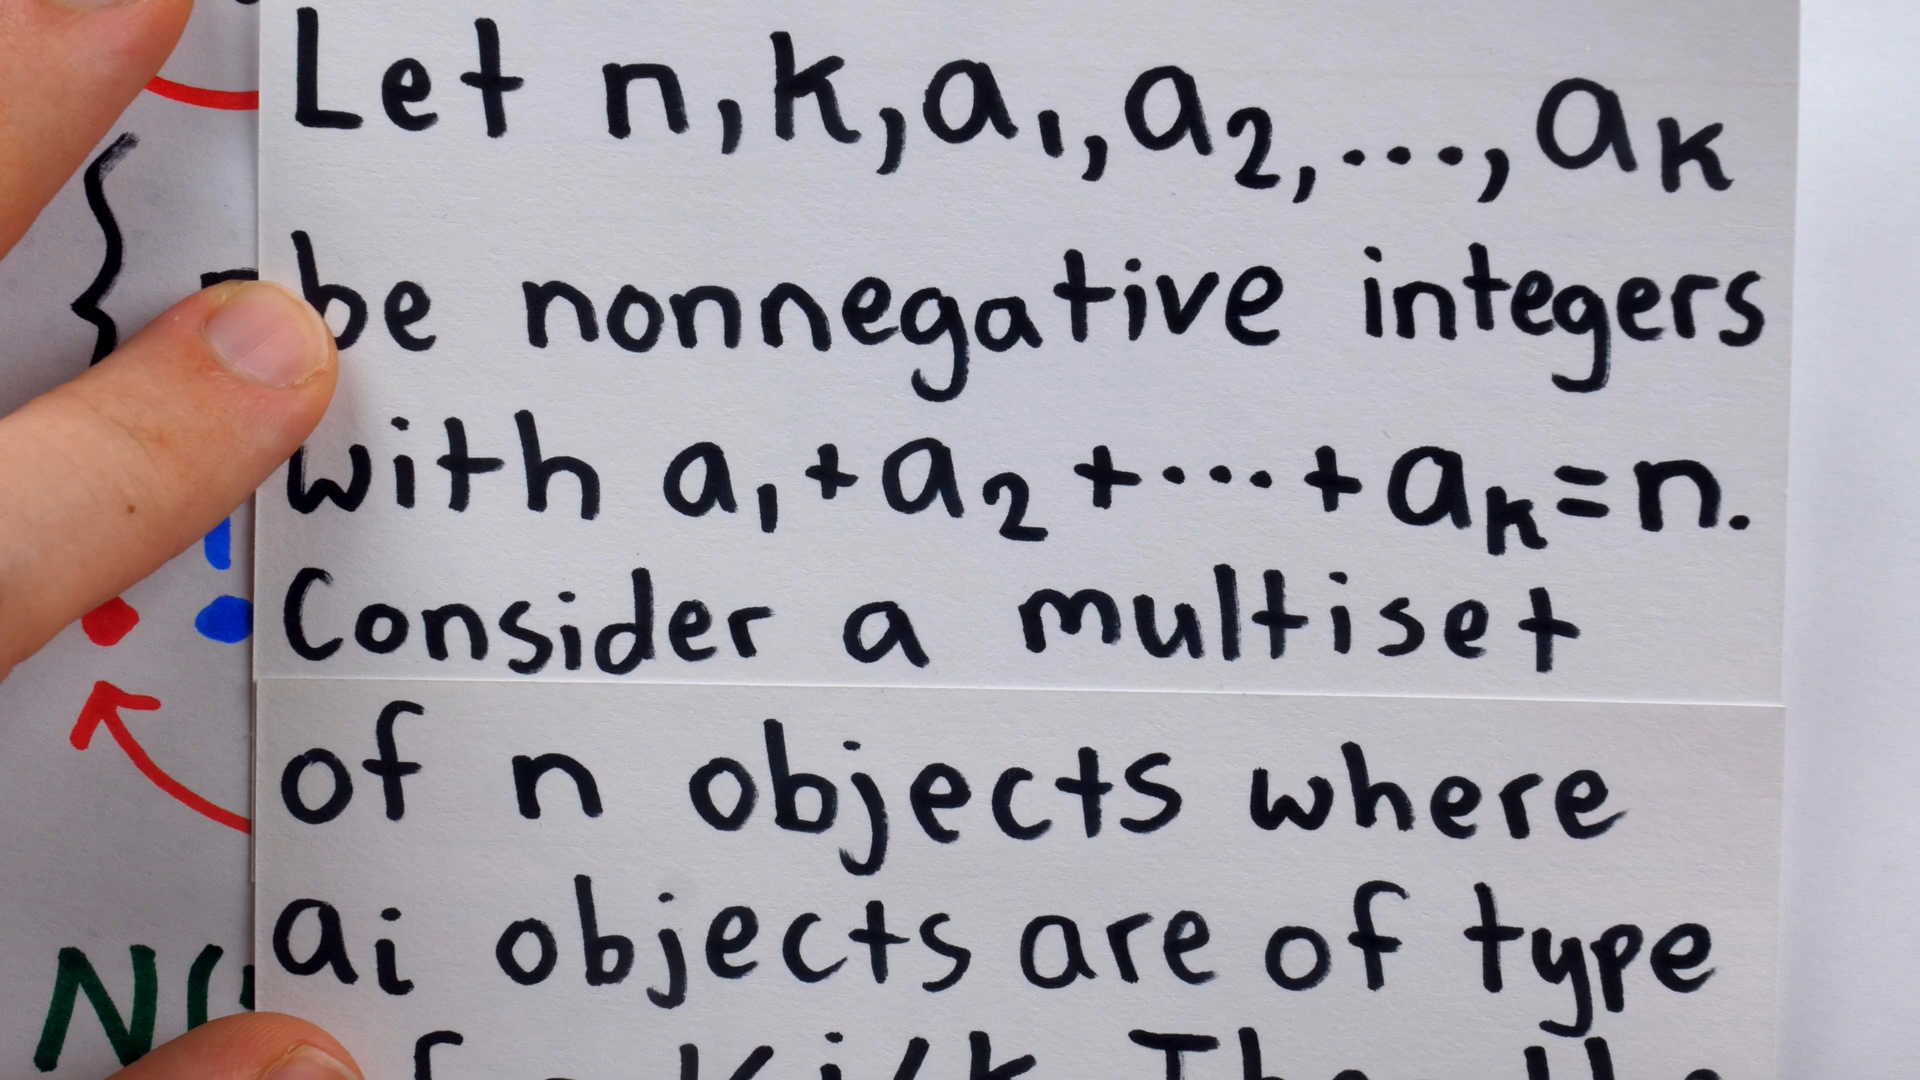 Let n, k, a₁, a₂, ..., aₖ
be nonnegative integers
with a₁ + a₂ + ··· + aₖ = n.
Consider a multiset
of n objects where
aᵢ objects are of type